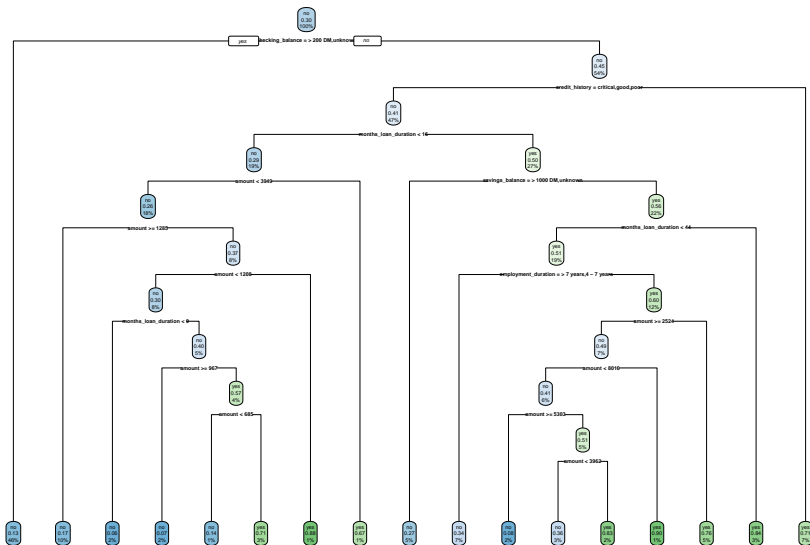 no
0.30
100%
yes
checking_balance = > 200 DM,unknown
no
no
0.45
54%
credit_history = critical,good,poor
no
0.41
47%
months_loan_duration < 16
no
0.29
19%
yes
0.50
27%
amount < 3943
savings_balance = > 1000 DM,unknown
no
0.26
18%
yes
0.56
22%
amount >= 1283
months_loan_duration < 44
no
0.37
8%
yes
0.51
19%
amount < 1206
employment_duration = > 7 years,4 − 7 years
no
0.30
8%
yes
0.60
12%
months_loan_duration < 9
amount >= 2524
no
0.40
5%
no
0.49
7%
amount >= 967
amount < 8016
yes
0.57
4%
no
0.41
6%
amount < 685
amount >= 5303
yes
0.51
5%
amount < 3962
no no no no no yes yes yes no no no no yes yes yes yes yes
0.13 0.17 0.08 0.07 0.14 0.71 0.88 0.67 0.27 0.34 0.08 0.36 0.83 0.90 0.76 0.84 0.71
46% 10% 2% 2% 1% 3% 1% 1% 5% 7% 2% 3% 2% 1% 5% 3% 7%